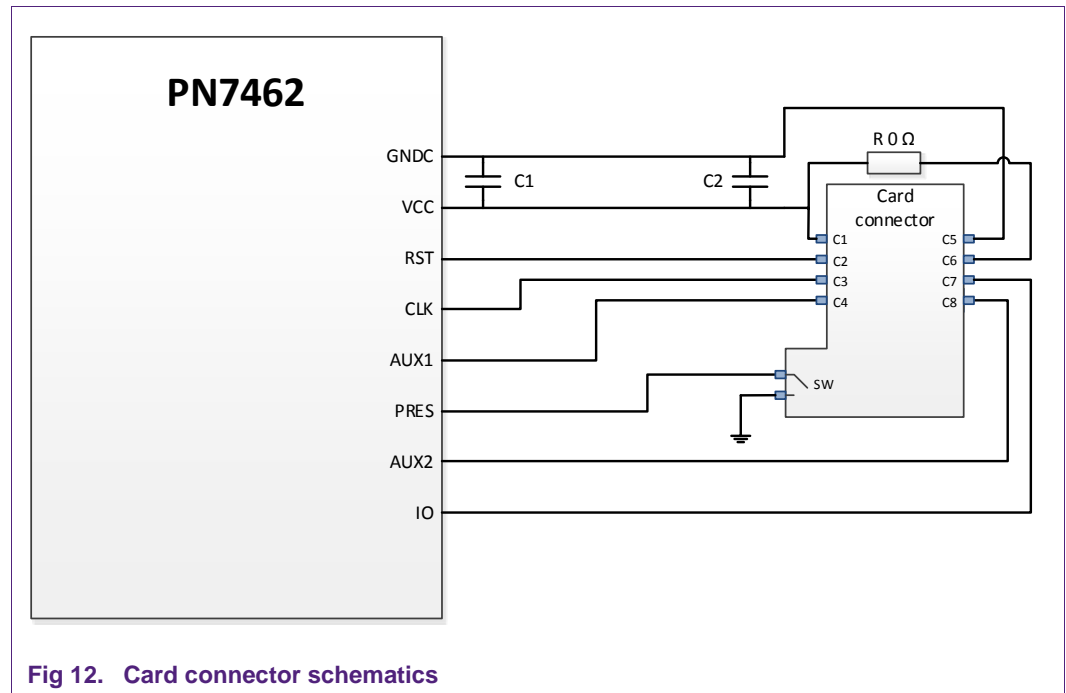 PN7462
GNDC
VCC
RST
CLK
AUX1
PRES
AUX2
IO
C1
C2
R 0 Ω
Card
connector
C1
C2
C3
C4
C5
C6
C7
C8
SW
Fig 12. Card connector schematics